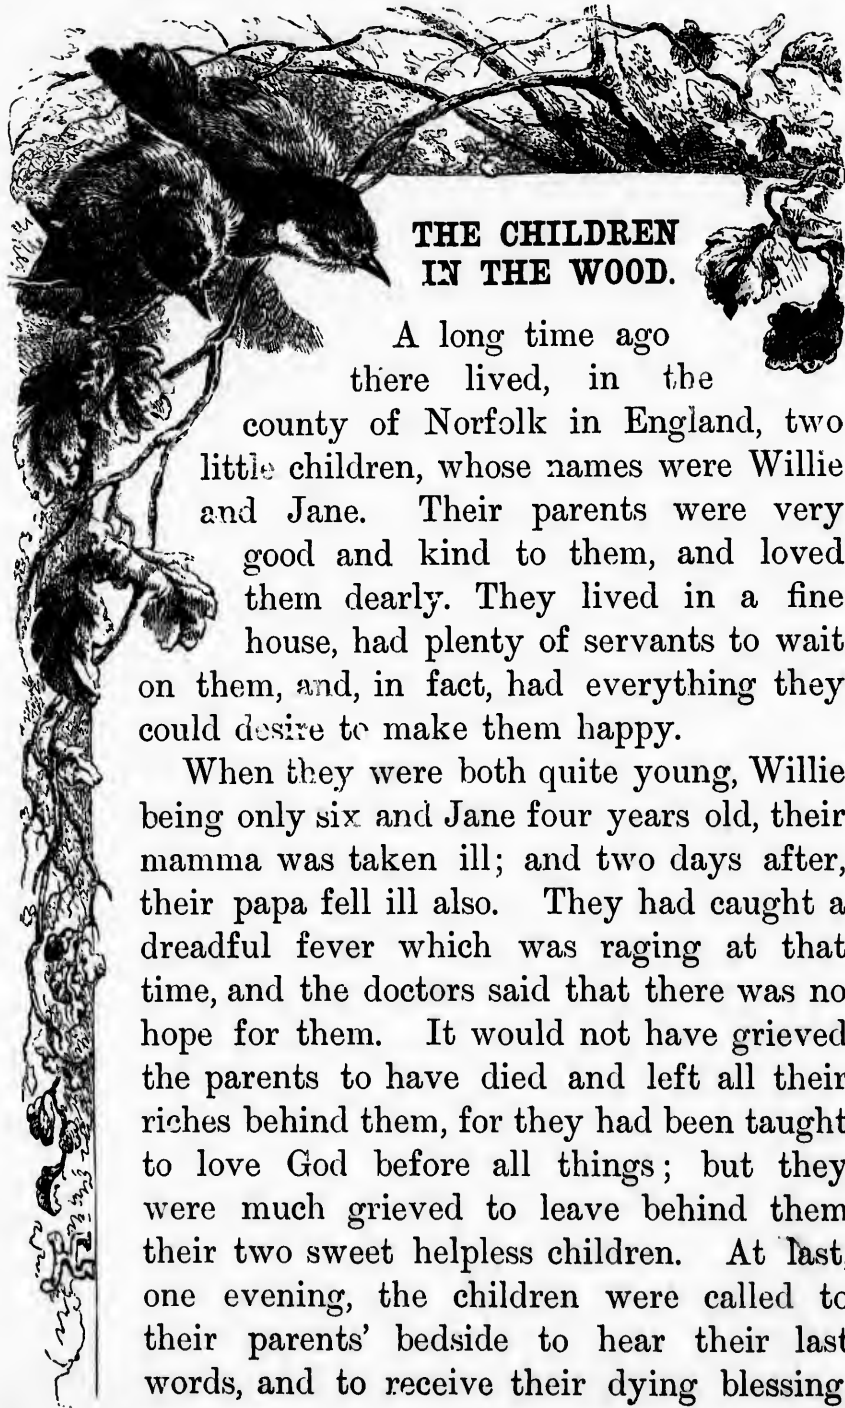 THE CHILDREN
IN THE WOOD.
A long time ago
there lived, in the
county of Norfolk in England, two
little children, whose names were Willie
and Jane. Their parents were very
good and kind to them, and loved
them dearly. They lived in a fine
house, had plenty of servants to wait
on them, and, in fact, had everything they
could desire to make them happy.
When they were both quite young, Willie
being only six and Jane four years old, their
mamma was taken ill; and two days after,
their papa fell ill also. They had caught a
dreadful fever which was raging at that
time, and the doctors said that there was no
hope for them. It would not have grieved
the parents to have died and left all their
riches behind them, for they had been taught
to love God before all things; but they
were much grieved to leave behind them
their two sweet helpless children. At last,
one evening, the children were called to
their parents' bedside to hear their last
words, and to receive their dying blessing